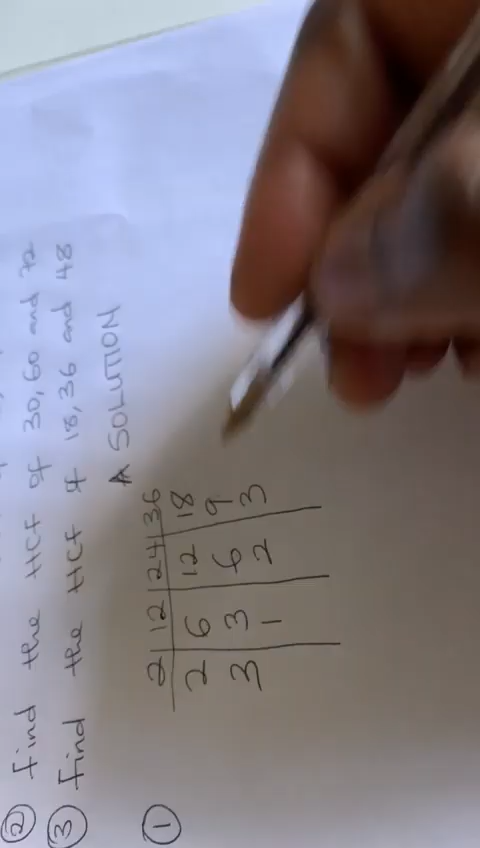 ② find the HCF of 30, 60 and 72
③ find the HCF of 18, 36 and 48
A SOLUTION
① 2 12 24 36
2 6 12 18
3 3 6 9
1 2 3